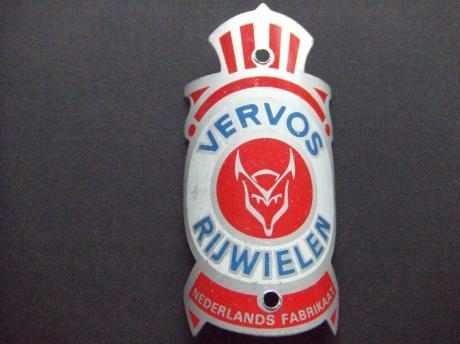 VERVOS
RIJWIELEN
NEDERLANDS FABRIKAAT